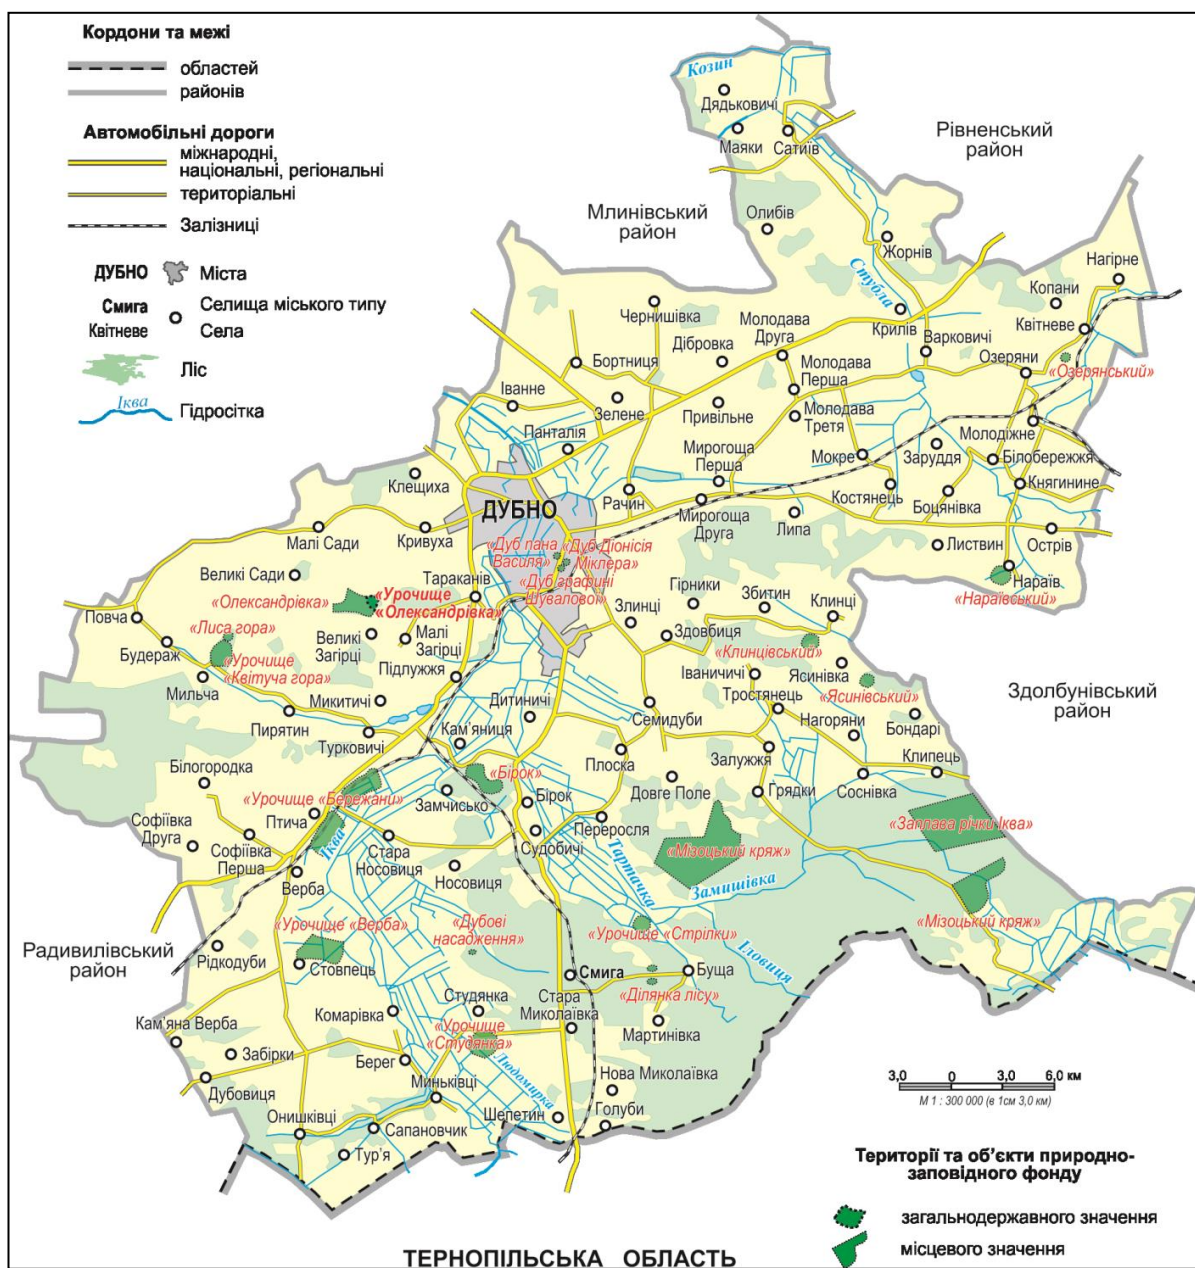 Кордони та межі
областей
районів
Автомобільні дороги
міжнародні,
національні, регіональні
територіальні
Залізниці
ДУБНО
Міста
Смига
Селища міського типу
Квітневе
Села
Ліс
Іква
Гідросітка
Козин
Дядьковичі
Маяки
Сатиїв
Рівненський
район
Млинівський
район
Олибів
Жорнів
Стубла
Нагірне
Копани
Чернишівка
Молодава
Друга
Крилів
Квітневе
Варковичі
Дібровка
Бортниця
Озеряни
«Озерянський»
Молодава
Перша
Іванне
Зелене
Привільне
Молодава
Третя
Молодіжне
Панталія
Мирогоща
Перша
Мокре
Заруддя
Білобережжя
Клещиха
Княгинине
ДУБНО
Рачин
Костянець
Боцянівка
Мирогоща
Друга
Липа
Малі Сади
Кривуха
Листвин
Острів
«Дуб пана
Василя»
«Дуб Діонісія
Міклера»
«Дуб зрафині
Шувалової»
Великі Сади
Тараканів
Гірники
Збитин
Клинці
Нараїв
«Нараївський»
«Олександрівка»
«Урочище
«Олександрівка»
Злинці
Повча
«Лиса гора»
Великі
Загірці
Малі
Загірці
Здовбиця
«Клинцівський»
Будераж
«Урочище
«Квітуча гора»
Підлужжя
Іваничичі
Ясинівка
Мильча
Микитичі
Дитиничі
Тростянець
«Ясинівський»
Здолбунівський
район
Пирятин
Семидуби
Нагоряни
Бондарі
Турковичі
Кам'яниця
Плоска
Залужжя
Клипець
Білогородка
«Бірок»
Довге Поле
Ґрядки
Соснівка
«Урочище «Бережани»
Замчисько
Бірок
Птича
Софіївка
Друга
Софіївка
Перша
Переросля
«Заплава річки Іква»
Іква
Стара
Носовиця
Судобичі
«Мізоцький кряж»
Тартачка
Носовиця
Верба
Замишівка
«Мізоцький кряж»
Радивилівський
район
«Урочище «Верба»
«Дубові
насадження»
«Урочище «Стрілки»
Рідкодуби
Іловиця
Стовпець
Смига
Буща
«Ділянка лісу»
Студянка
Стара
Миколаївка
Комарівка
Мартинівка
Кам'яна Верба
«Урочище
«Студянка»
Забірки
Берег
Людомирка
Нова Миколаївка
Дубовиця
Миньківці
Голуби
Онишківці
Шепетин
Сапановчик
Тур'я
3,0 0 3,0 6,0 км
М 1 : 300 000 (в 1см 3,0 км)
Території та об'єкти природно-
заповідного фонду
загальнодержавного значення
місцевого значення
ТЕРНОПІЛЬСЬКА ОБЛАСТЬ